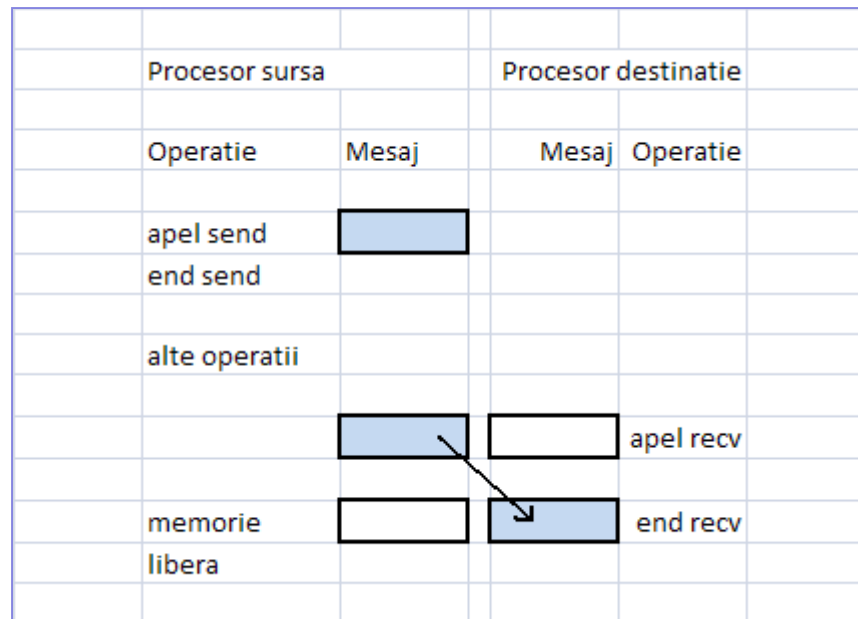 Procesor sursa Procesor destinatie
Operatie Mesaj Mesaj Operatie
apel send
end send
alte operatii
apel recv
memorie end recv
libera